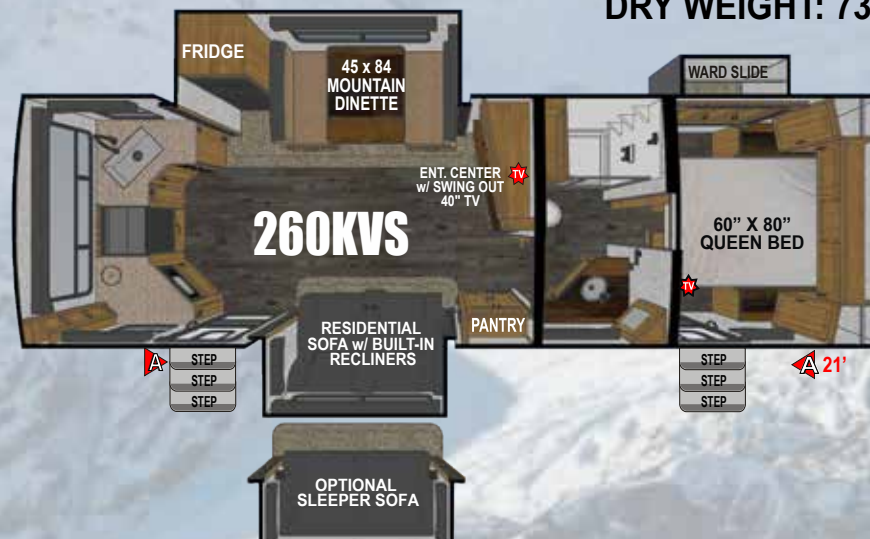 DRY WEIGHT: 73
FRIDGE
45 x 84
MOUNTAIN
DINETTE
WARD SLIDE
ENT. CENTER
w/ SWING OUT
40" TV
TV
260KVS
60” X 80”
QUEEN BED
TV
RESIDENTIAL
SOFA w/ BUILT-IN
RECLINERS
PANTRY
A
STEP
STEP
STEP
STEP
STEP
STEP
A 21’
OPTIONAL
SLEEPER SOFA